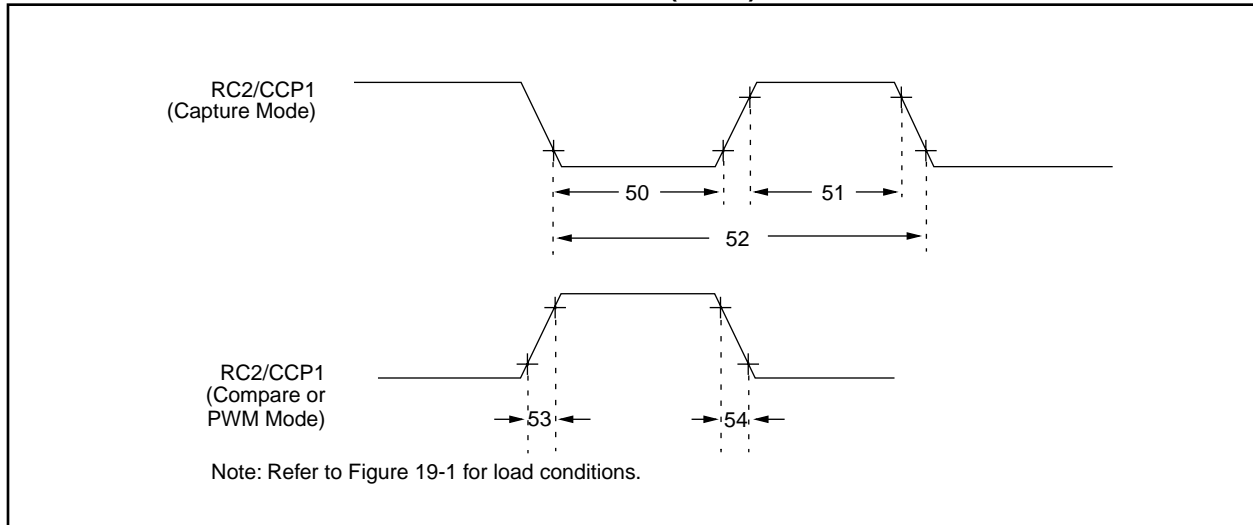 RC2/CCP1
(Capture Mode)
50
51
52
RC2/CCP1
(Compare or
PWM Mode)
53
54
Note: Refer to Figure 19-1 for load conditions.